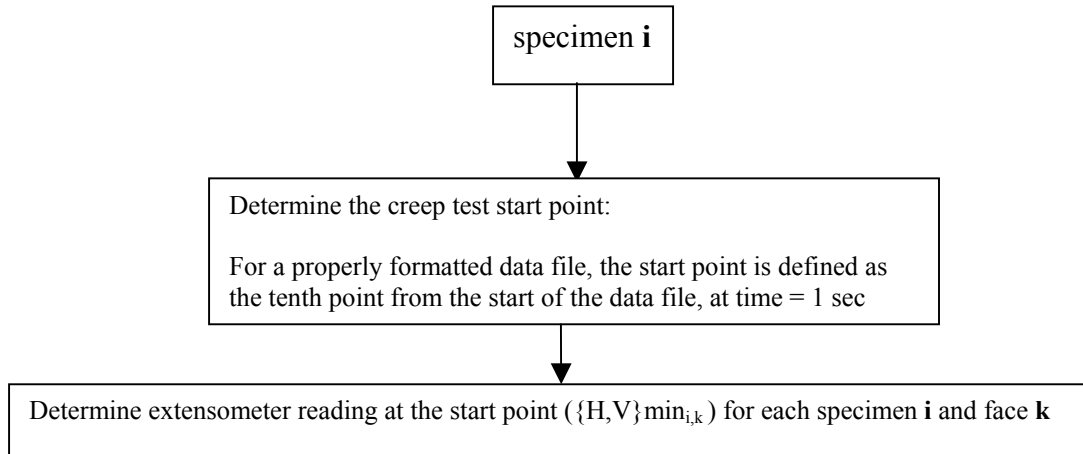 specimen i
Determine the creep test start point:
For a properly formatted data file, the start point is defined as
the tenth point from the start of the data file, at time = 1 sec
Determine extensometer reading at the start point ({H,V}min_{i,k}) for each specimen i and face k